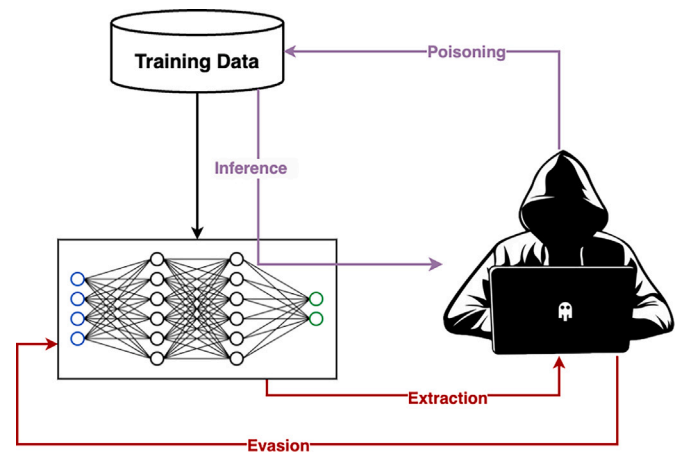 Training Data
Poisoning
Inference
Extraction
Evasion